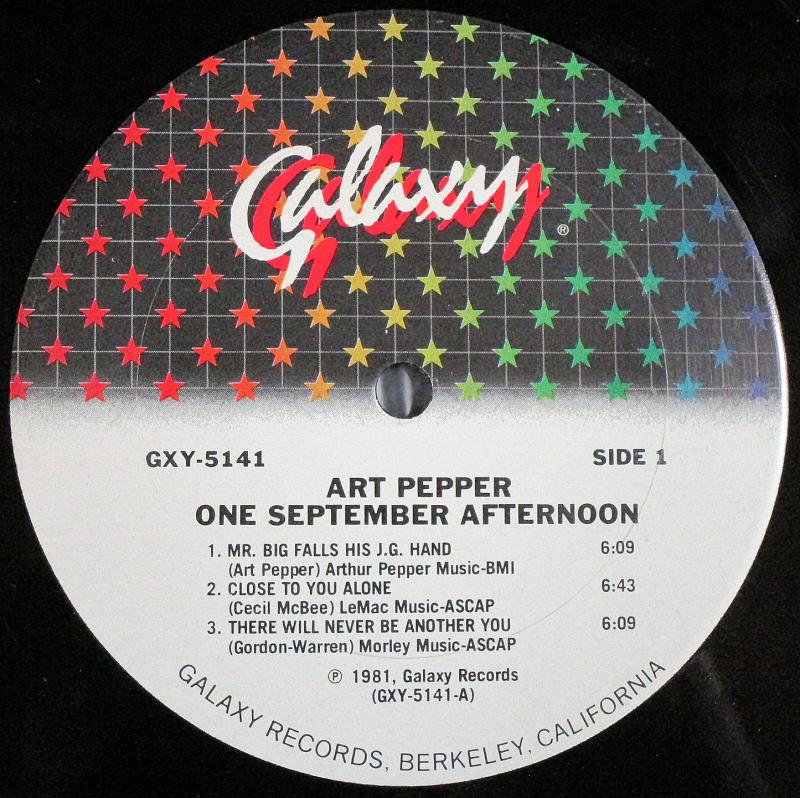 Galaxy ®
GXY-5141 SIDE 1
ART PEPPER
ONE SEPTEMBER AFTERNOON
1. MR. BIG FALLS HIS J.G. HAND 6:09
(Art Pepper) Arthur Pepper Music-BMI
2. CLOSE TO YOU ALONE 6:43
(Cecil McBee) LeMac Music-ASCAP
3. THERE WILL NEVER BE ANOTHER YOU 6:09
(Gordon-Warren) Morley Music-ASCAP
℗ 1981, Galaxy Records
(GXY-5141-A)
GALAXY RECORDS, BERKELEY, CALIFORNIA